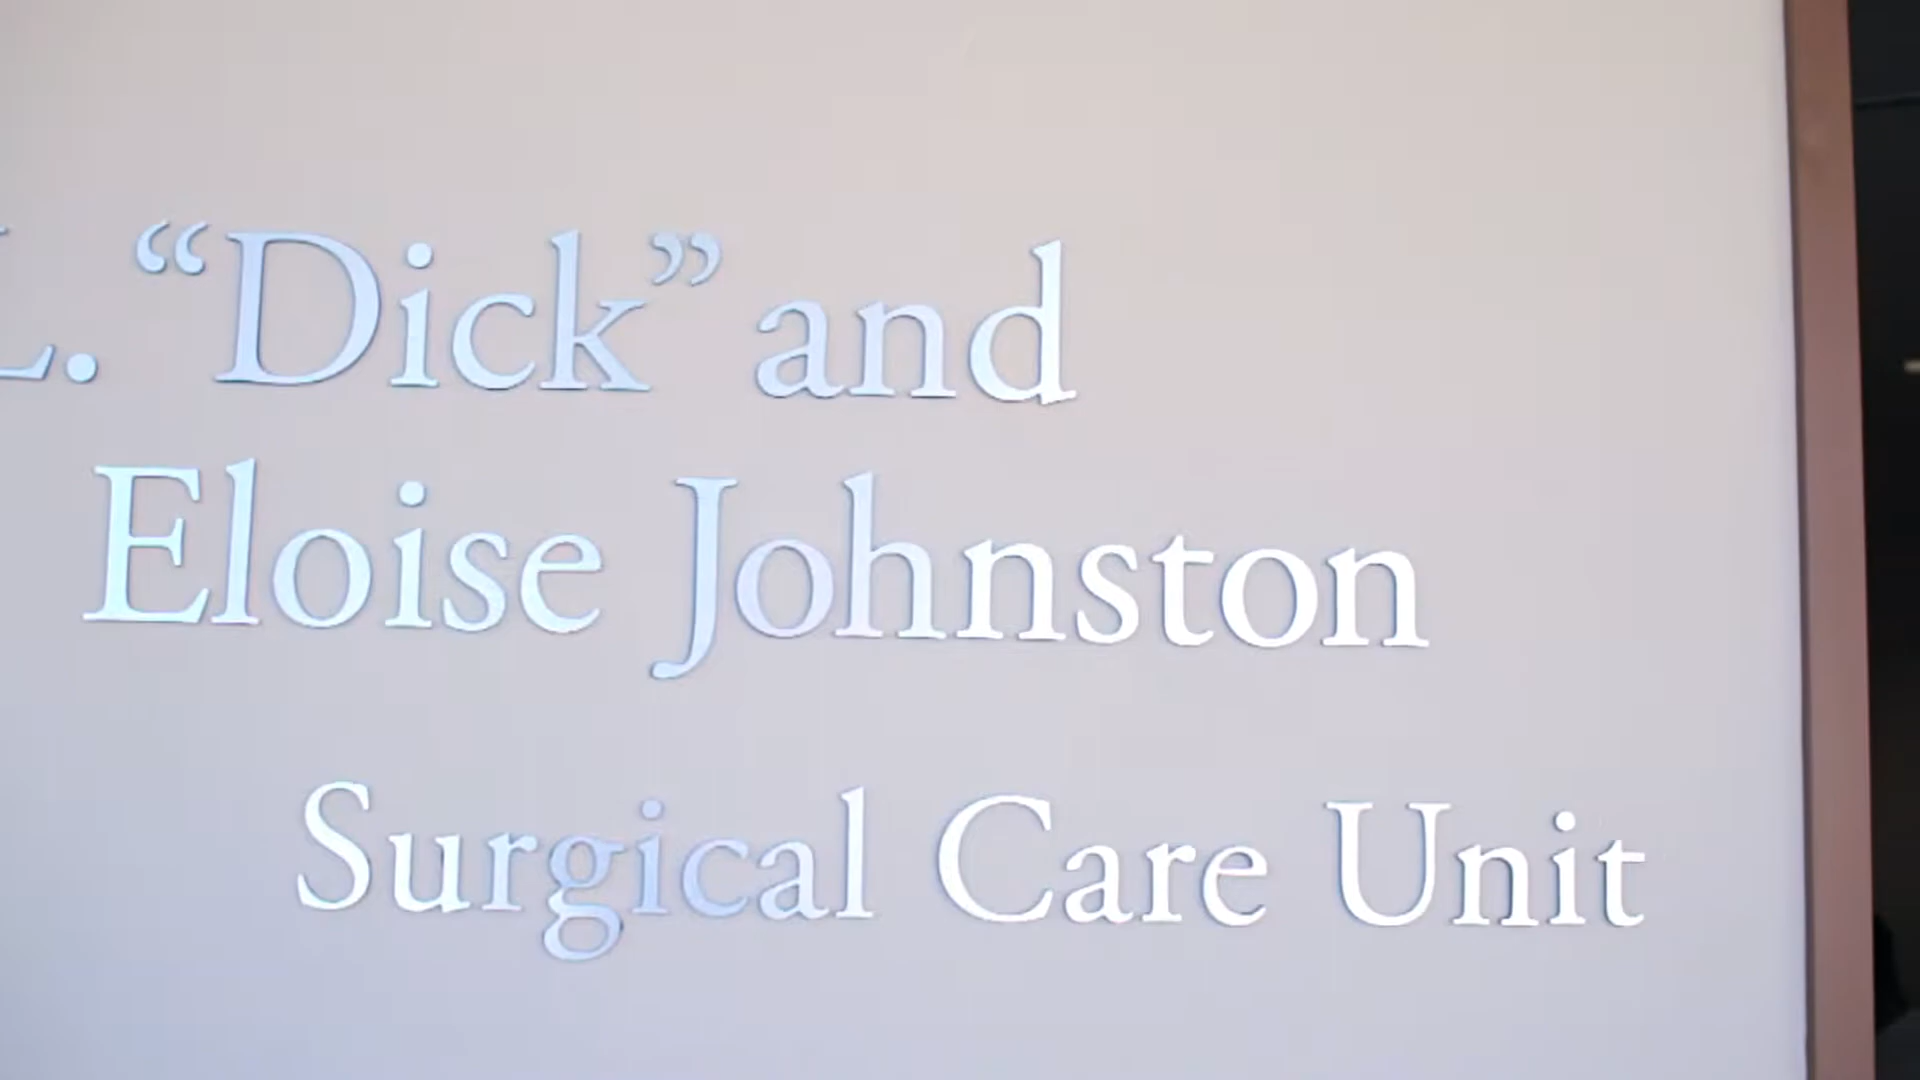 L. “Dick” and
Eloise Johnston
Surgical Care Unit